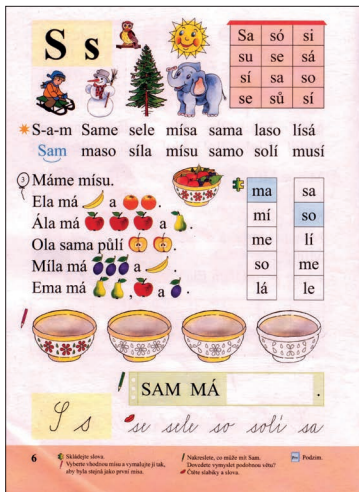 S s
Sa só si
su se sá
sí sa so
se sů sí
S-a-m Same sele mísa sama laso lísá
Sam maso síla mísu samo solí musí
3 Máme mísu.
Ela má a .
Ála má a .
Ola sama půlí .
Míla má a .
Ema má , a .
ma sa
mí so
me lí
so me
lá le
SAM MÁ .
S s se sele so solí sa
6
Skládejte slova.
Vyberte vhodnou mísu a vymalujte ji tak,
aby byla stejná jako první mísa.
Nakreslete, co může mít Sam.
Dovedete vymyslet podobnou větu?
Čtěte slabiky a slova.
Podzim.